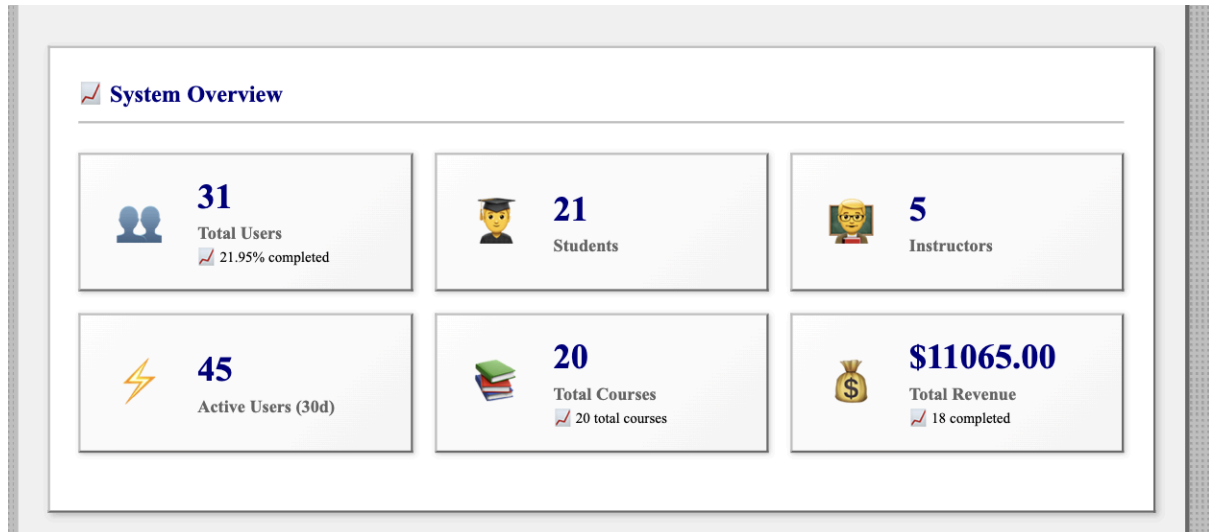 System Overview
31
Total Users
21.95% completed
21
Students
5
Instructors
45
Active Users (30d)
20
Total Courses
20 total courses
$11065.00
Total Revenue
18 completed